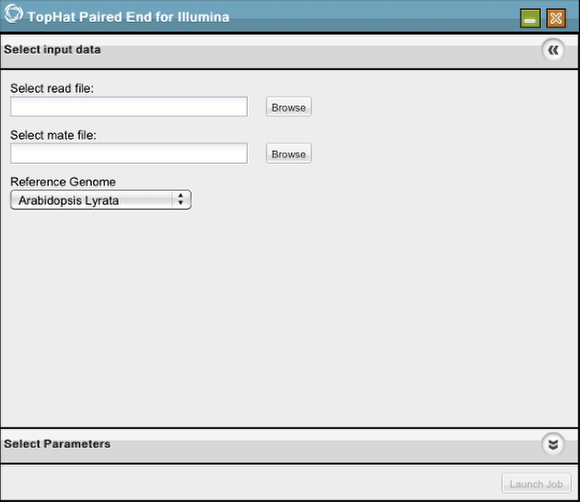 TopHat Paired End for Illumina
Select input data
Select read file:
Browse
Select mate file:
Browse
Reference Genome
Arabidopsis Lyrata
Select Parameters
Launch Job